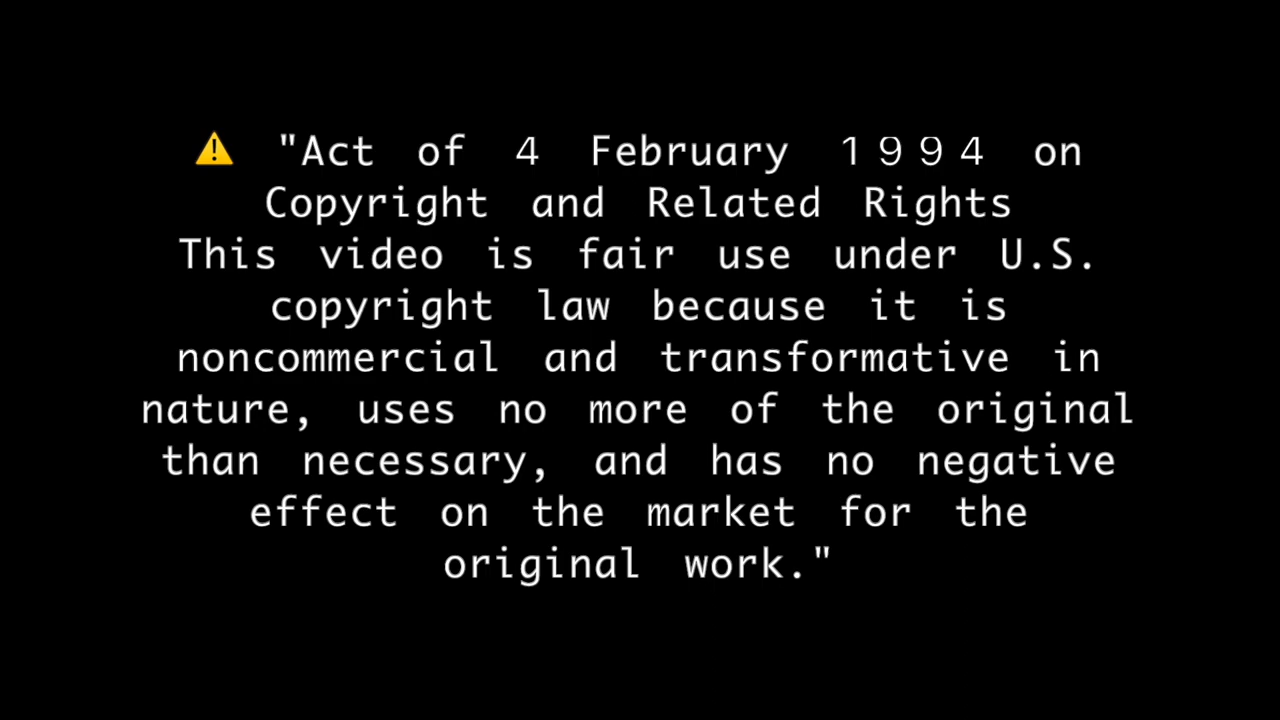 ⚠️ "Act of 4 February 1994 on
Copyright and Related Rights
This video is fair use under U.S.
copyright law because it is
noncommercial and transformative in
nature, uses no more of the original
than necessary, and has no negative
effect on the market for the
original work."